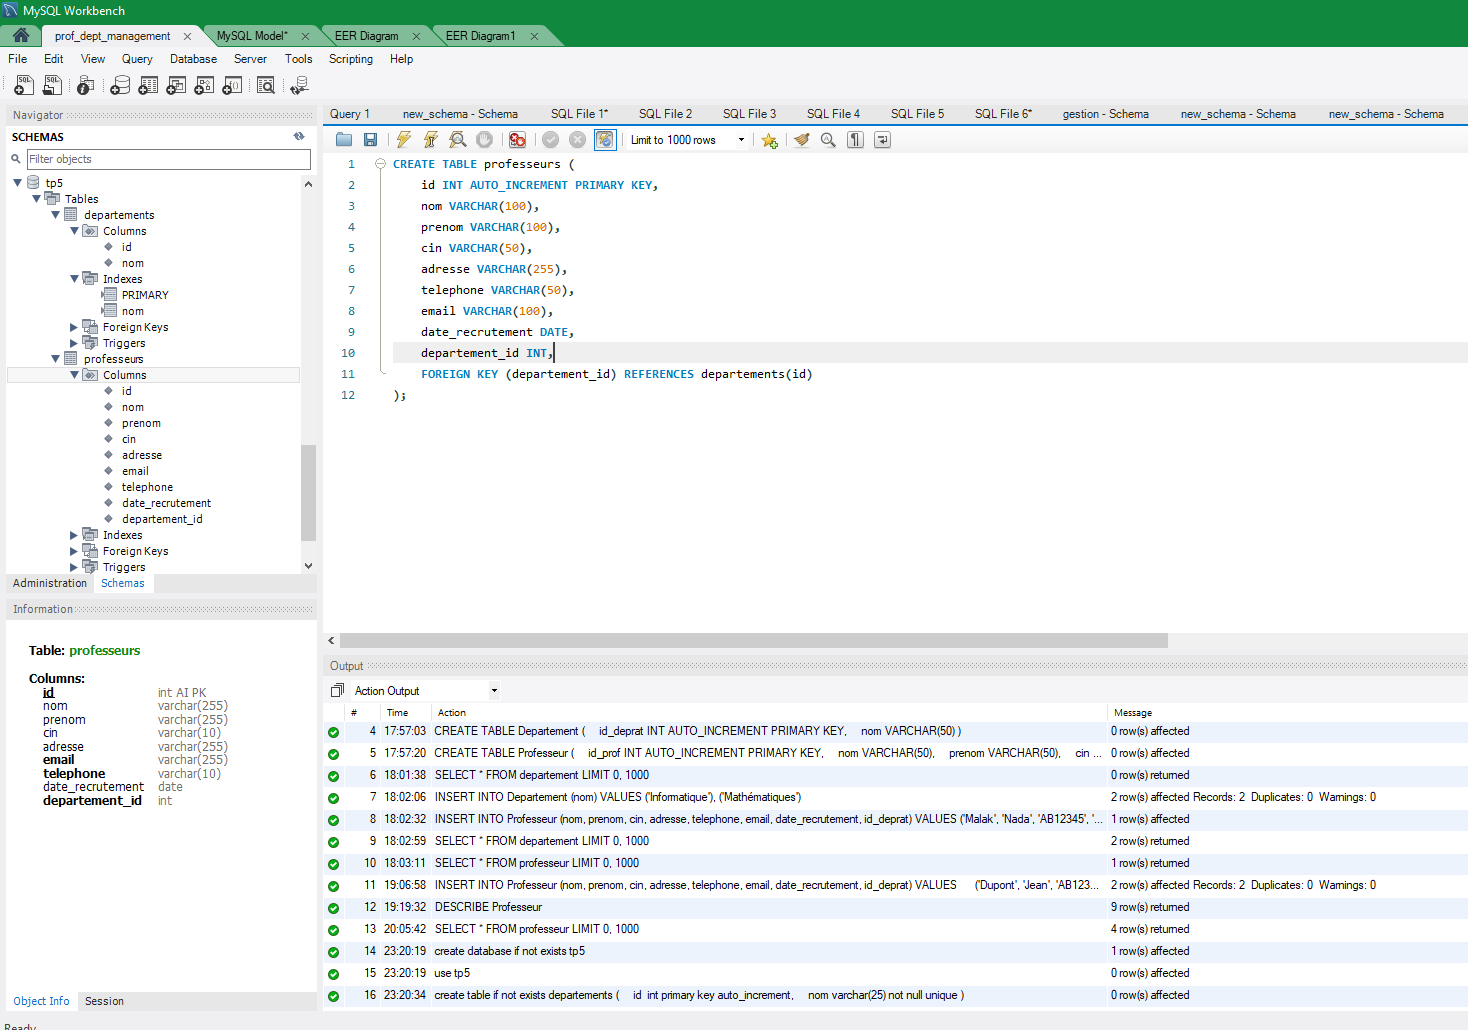 MySQL Workbench
prof_dept_management
MySQL Model*
EER Diagram
EER Diagram1
File Edit View Query Database Server Tools Scripting Help
Navigator
SCHEMAS
Filter objects
tp5
Tables
departements
Columns
id
nom
Indexes
PRIMARY
nom
Foreign Keys
Triggers
professeurs
Columns
id
nom
prenom
cin
adresse
email
telephone
date_recrutement
departement_id
Indexes
Foreign Keys
Triggers
Administration Schemas
Information
Table: professeurs
Columns:
id int AI PK
nom varchar(255)
prenom varchar(255)
cin varchar(10)
adresse varchar(255)
email varchar(255)
telephone varchar(10)
date_recrutement date
departement_id int
Object Info Session
Ready
Query 1 new_schema - Schema SQL File 1* SQL File 2 SQL File 3 SQL File 4 SQL File 5 SQL File 6* gestion - Schema new_schema - Schema new_schema - Schema
Limit to 1000 rows
1 CREATE TABLE professeurs (
2 id INT AUTO_INCREMENT PRIMARY KEY,
3 nom VARCHAR(100),
4 prenom VARCHAR(100),
5 cin VARCHAR(50),
6 adresse VARCHAR(255),
7 telephone VARCHAR(50),
8 email VARCHAR(100),
9 date_recrutement DATE,
10 departement_id INT,
11 FOREIGN KEY (departement_id) REFERENCES departements(id)
12 );
Output
Action Output
# Time Action Message
4 17:57:03 CREATE TABLE Departement ( id_deprat INT AUTO_INCREMENT PRIMARY KEY, nom VARCHAR(50) ) 0 row(s) affected
5 17:57:20 CREATE TABLE Professeur ( id_prof INT AUTO_INCREMENT PRIMARY KEY, nom VARCHAR(50), prenom VARCHAR(50), cin ... 0 row(s) affected
6 18:01:38 SELECT * FROM departement LIMIT 0, 1000 0 row(s) returned
7 18:02:06 INSERT INTO Departement (nom) VALUES ('Informatique'), ('Mathématiques') 2 row(s) affected Records: 2 Duplicates: 0 Warnings: 0
8 18:02:32 INSERT INTO Professeur (nom, prenom, cin, adresse, telephone, email, date_recrutement, id_deprat) VALUES ('Malak', 'Nada', 'AB12345', '... 1 row(s) affected
9 18:02:59 SELECT * FROM departement LIMIT 0, 1000 2 row(s) returned
10 18:03:11 SELECT * FROM professeur LIMIT 0, 1000 1 row(s) returned
11 19:06:58 INSERT INTO Professeur (nom, prenom, cin, adresse, telephone, email, date_recrutement, id_deprat) VALUES ('Dupont', 'Jean', 'AB123... 2 row(s) affected Records: 2 Duplicates: 0 Warnings: 0
12 19:19:32 DESCRIBE Professeur 9 row(s) returned
13 20:05:42 SELECT * FROM professeur LIMIT 0, 1000 4 row(s) returned
14 23:20:19 create database if not exists tp5 1 row(s) affected
15 23:20:19 use tp5 0 row(s) affected
16 23:20:34 create table if not exists departements ( id int primary key auto_increment, nom varchar(25) not null unique ) 0 row(s) affected